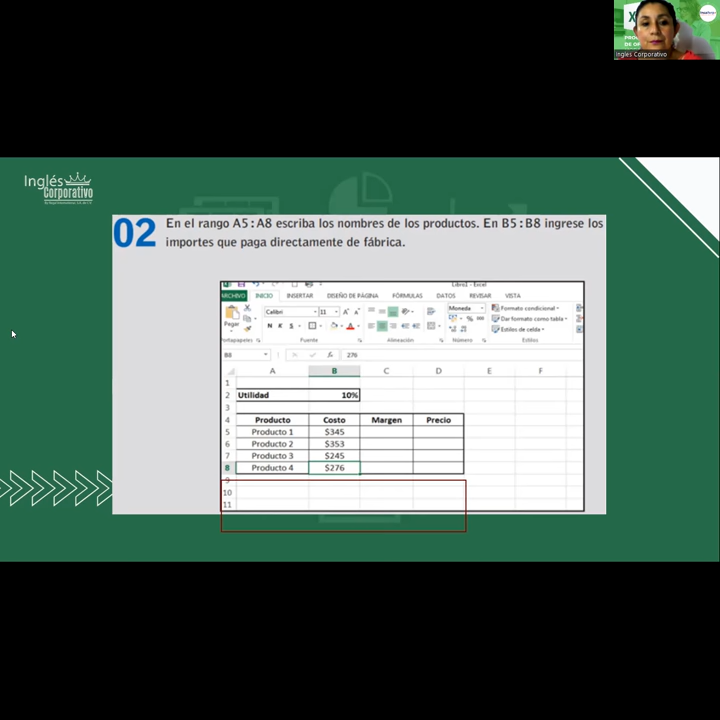 Inglés Corporativo
Inglés
Corporativo
02
En el rango A5:A8 escriba los nombres de los productos. En B5:B8 ingrese los
importes que paga directamente de fábrica.
Libro1 - Excel
ARCHIVO INICIO INSERTAR DISEÑO DE PÁGINA FÓRMULAS DATOS REVISAR VISTA
Calibri 11 Moneda Formato condicional
Dar formato como tabla
Pegar N K S Estilos de celda
Portapapeles Fuente Alineación Número Estilos
B8 fx 276
A B C D E F
1
2 Utilidad 10%
3
4 Producto Costo Margen Precio
5 Producto 1 $345
6 Producto 2 $353
7 Producto 3 $245
8 Producto 4 $276
9
10
11